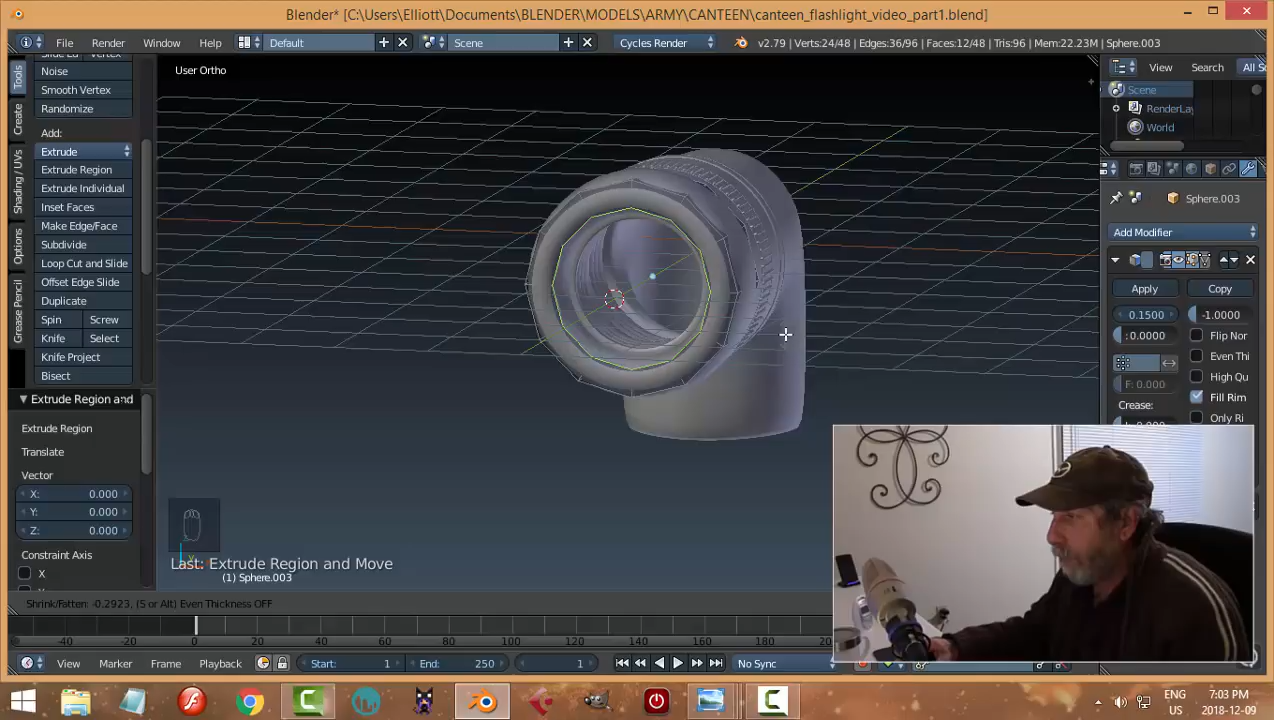 Blender* [C:\Users\Elliott\Documents\BLENDER\MODELS\ARMY\CANTEEN\canteen_flashlight_video_part1.blend]
File Render Window Help Default Scene Cycles Render v2.79 | Verts:24/48 | Edges:36/96 | Faces:12/48 | Tris:96 | Mem:22.23M | Sphere.003
Tools
Create
Shading / UVs
Options
Grease Pencil
Noise
Smooth Vertex
Randomize
Add:
Extrude
Extrude Region
Extrude Individual
Inset Faces
Make Edge/Face
Subdivide
Loop Cut and Slide
Offset Edge Slide
Duplicate
Spin Screw
Knife Select
Knife Project
Bisect
Extrude Region and
Extrude Region
Translate
Vector
X: 0.000
Y: 0.000
Z: 0.000
Constraint Axis
X
User Ortho
Last: Extrude Region and Move
(1) Sphere.003
Shrink/Fatten: -0.2923, (S or Alt) Even Thickness OFF
View Search All S
Scene
RenderLay
World
Sphere.003
Add Modifier
Apply Copy
0.1500 -1.0000
:0.0000 Flip Nor
Even Thi
High Qu
F: 0.000 Fill Rim
Crease: Only Ri
-40 -20 0 20 40 60 80 100 120 140 160 180
View Marker Frame Playback Start: 1 End: 250 1 No Sync
ENG 7:03 PM
US 2018-12-09